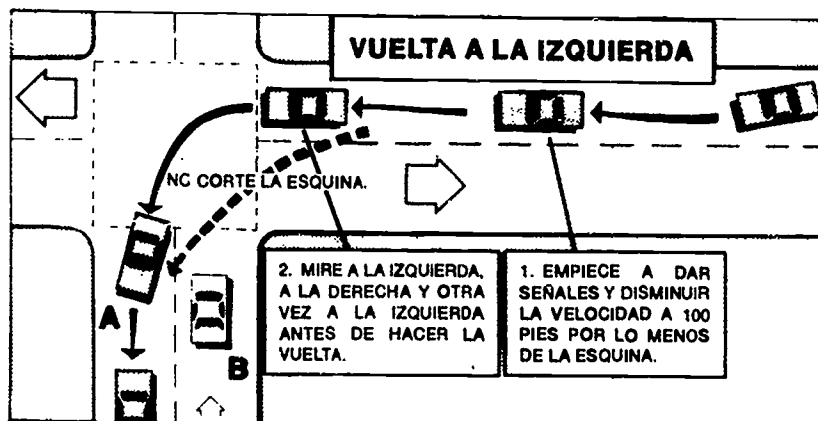 VUELTA A LA IZQUIERDA
NO CORTE LA ESQUINA.
2. MIRE A LA IZQUIERDA,
A LA DERECHA Y OTRA
VEZ A LA IZQUIERDA
ANTES DE HACER LA
VUELTA.
1. EMPIECE A DAR
SEÑALES Y DISMINUIR
LA VELOCIDAD A 100
PIES POR LO MENOS
DE LA ESQUINA.
A
B